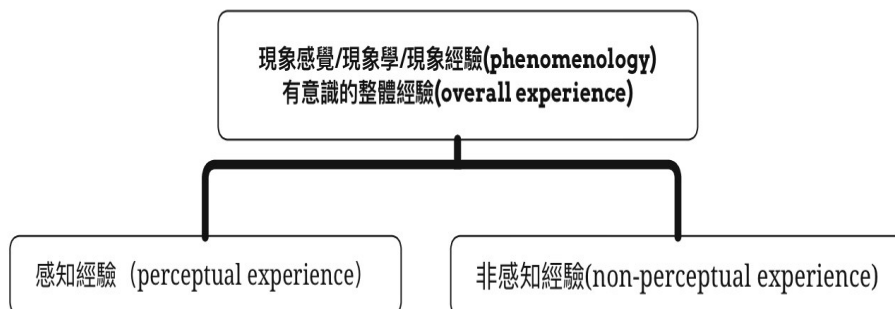 現象感覺/現象學/現象經驗(phenomenology)
有意識的整體經驗(overall experience)
感知經驗（perceptual experience）
非感知經驗(non-perceptual experience)